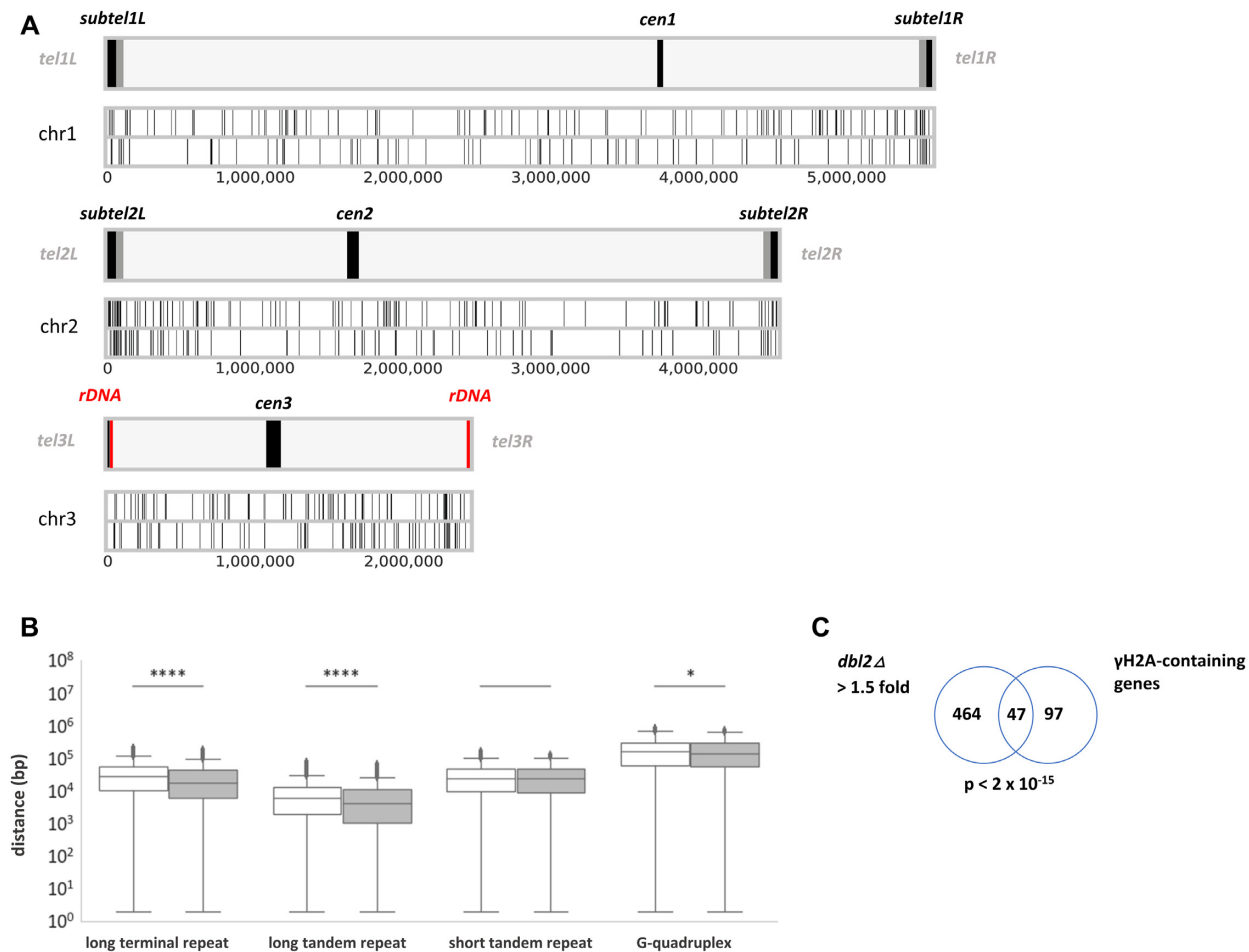 A
subtel1L cen1 subtel1R
tel1L tel1R
chr1
0 1,000,000 2,000,000 3,000,000 4,000,000 5,000,000
subtel2L cen2 subtel2R
tel2L tel2R
chr2
0 1,000,000 2,000,000 3,000,000 4,000,000
rDNA cen3 rDNA
tel3L tel3R
chr3
0 1,000,000 2,000,000
B
distance (bp)
10⁸
10⁷
10⁶
10⁵
10⁴
10³
10²
10¹
10⁰
**** **** *
long terminal repeat long tandem repeat short tandem repeat G-quadruplex
C
dbl2Δ
> 1.5 fold
γH2A-containing
genes
464 47 97
p < 2 x 10⁻¹⁵